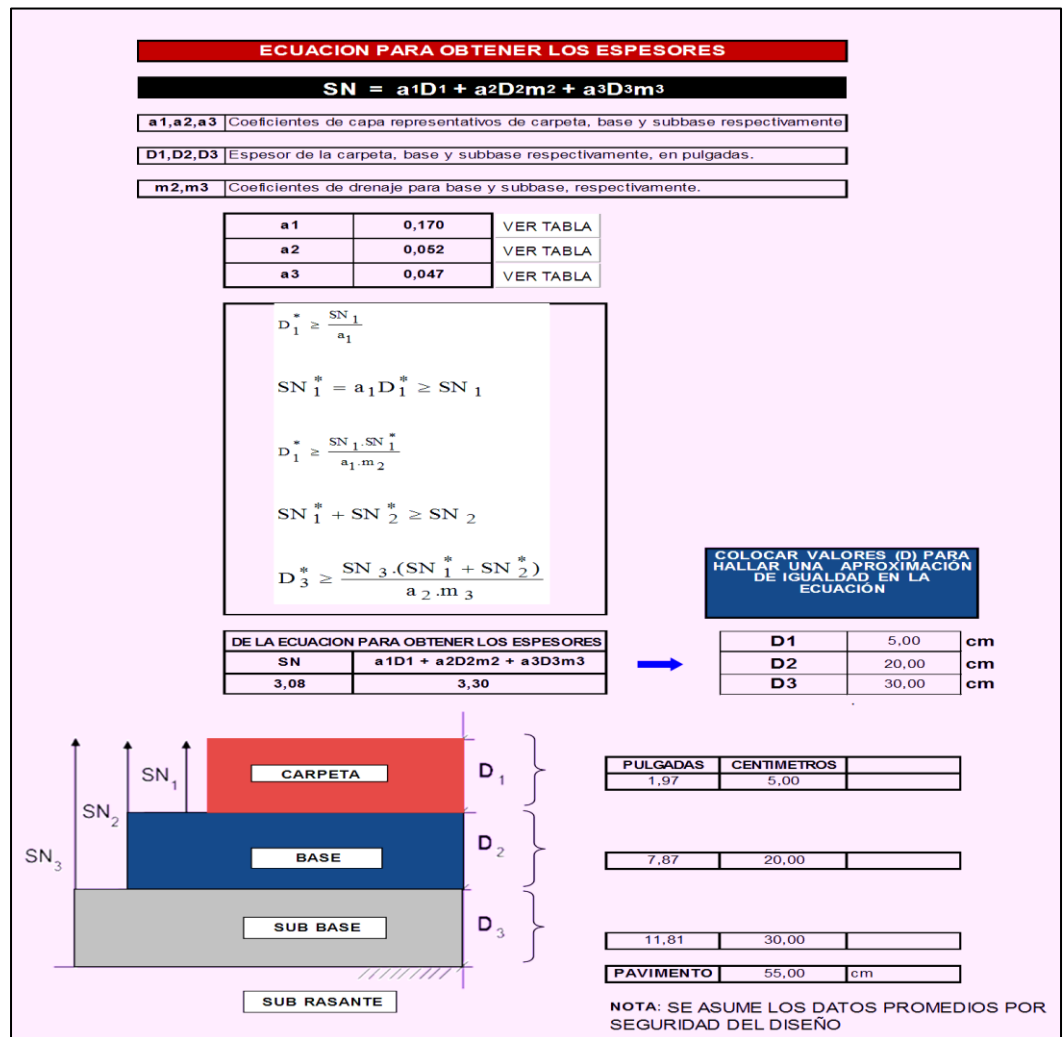 ECUACION PARA OBTENER LOS ESPESORES
SN = a1D1 + a2D2m2 + a3D3m3
a1,a2,a3 Coeficientes de capa representativos de carpeta, base y subbase respectivamente
D1,D2,D3 Espesor de la carpeta, base y subbase respectivamente, en pulgadas.
m2,m3 Coeficientes de drenaje para base y subbase, respectivamente.
a1 0,170 VER TABLA
a2 0,052 VER TABLA
a3 0,047 VER TABLA
D₁* ≥ SN₁ / a₁
SN₁* = a₁D₁* ≥ SN₁
D₁* ≥ SN₁.SN₁* / a₁.m₂
SN₁* + SN₂* ≥ SN₂
D₃* ≥ SN₃.(SN₁* + SN₂*) / a₂.m₃
COLOCAR VALORES (D) PARA
HALLAR UNA APROXIMACIÓN
DE IGUALDAD EN LA
ECUACIÓN
DE LA ECUACION PARA OBTENER LOS ESPESORES
SN a1D1 + a2D2m2 + a3D3m3
3,08 3,30
D1 5,00 cm
D2 20,00 cm
D3 30,00 cm
SN₁
SN₂
SN₃
CARPETA
BASE
SUB BASE
SUB RASANTE
D₁
D₂
D₃
PULGADAS CENTIMETROS
1,97 5,00
7,87 20,00
11,81 30,00
PAVIMENTO 55,00 cm
NOTA: SE ASUME LOS DATOS PROMEDIOS POR
SEGURIDAD DEL DISEÑO